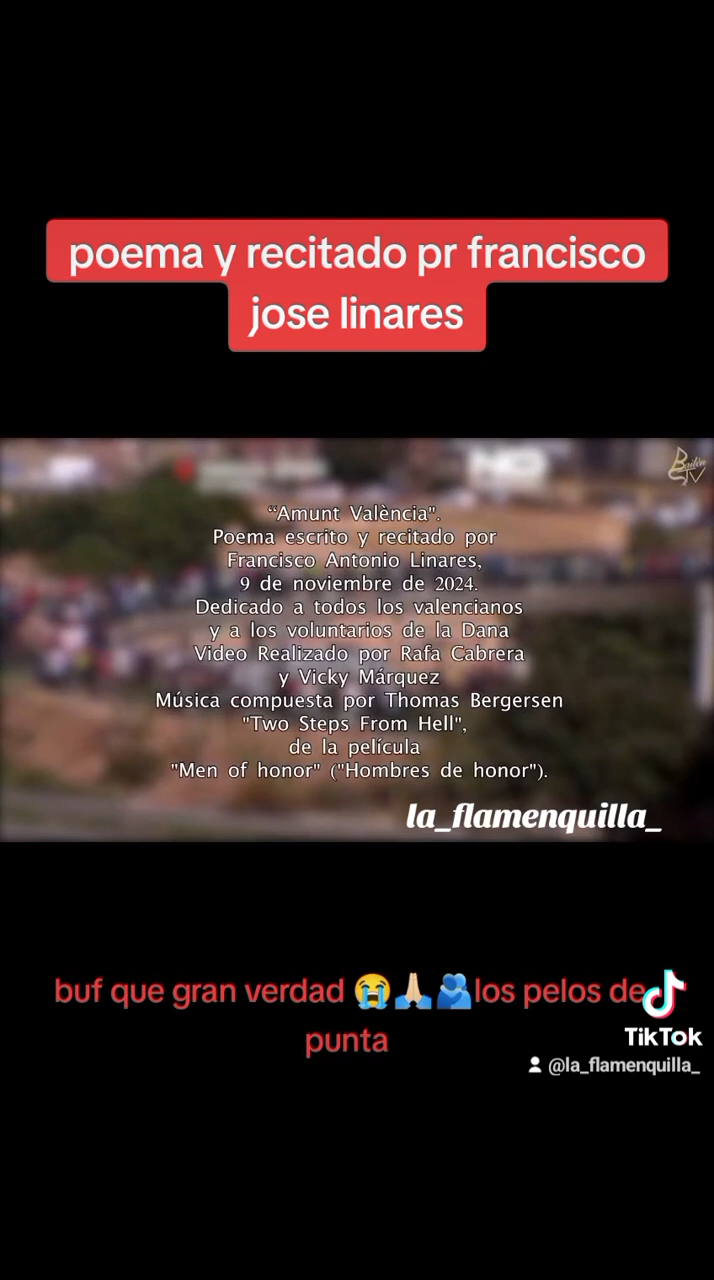 poema y recitado pr francisco
jose linares
Bailén
TV
"Amunt València".
Poema escrito y recitado por
Francisco Antonio Linares,
9 de noviembre de 2024.
Dedicado a todos los valencianos
y a los voluntarios de la Dana
Video Realizado por Rafa Cabrera
y Vicky Márquez
Música compuesta por Thomas Bergersen
"Two Steps From Hell",
de la película
"Men of honor" ("Hombres de honor").
la_flamenquilla_
buf que gran verdad 😭🙏🏻🫂los pelos de
punta
TikTok
@la_flamenquilla_